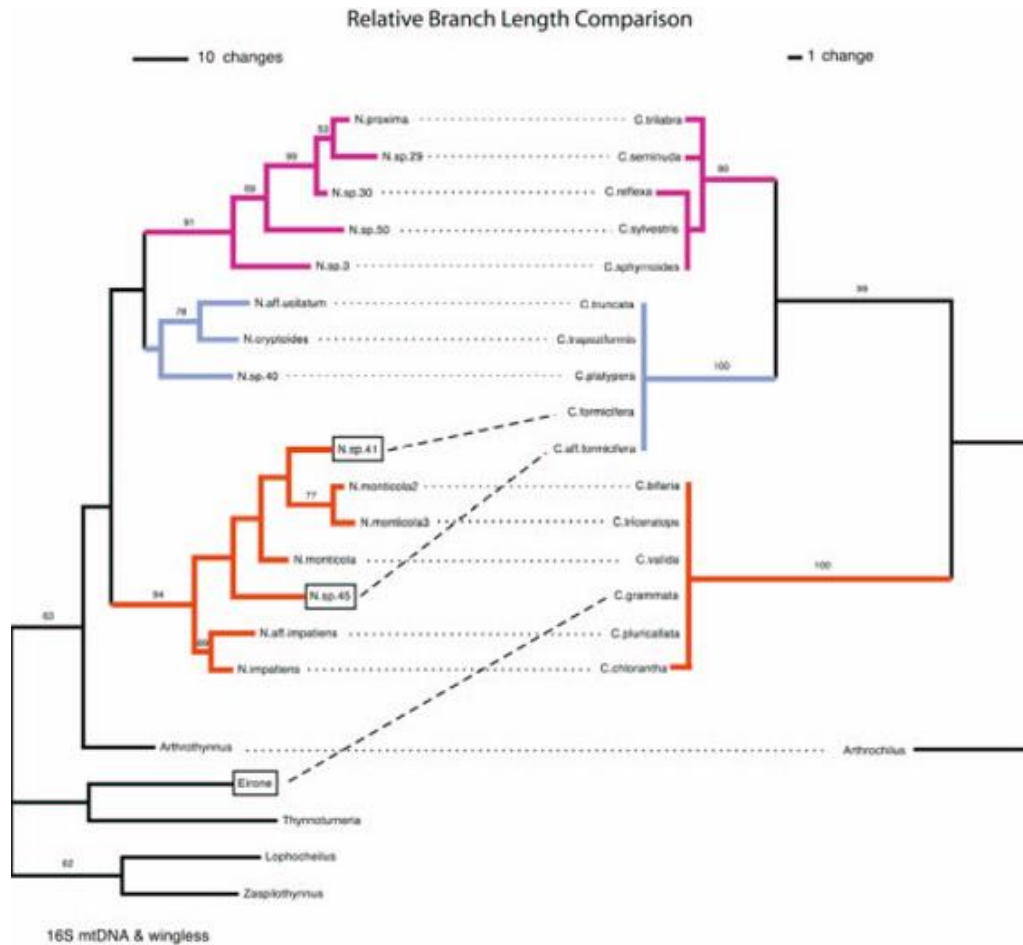 Relative Branch Length Comparison
10 changes 1 change
53 N.proxima C.trilabra
99 N.sp.29 C.seminuda 90
69 N.sp.30 C.reflexa
91 N.sp.50 C.sylvestris
N.sp.3 C.sphyrnoides
N.aff.usitatum C.truncata 99
78 N.cryptoides C.trapeziformis
N.sp.40 C.platyptera 100
C.formicifera
N.sp.41 C.aff.formicifera
77 N.monticola2 C.bifaria
N.monticola3 C.triceratops
N.monticola C.valida 100
94 N.sp.45 C.grammata
63 N.aff.impatiens C.pluricallata
N.impatiens C.chlorantha
Arthrothynnus Arthrochilus
Eirone
Thynnoturneria
62 Lophocheilus
Zaspilothynnus
16S mtDNA & wingless